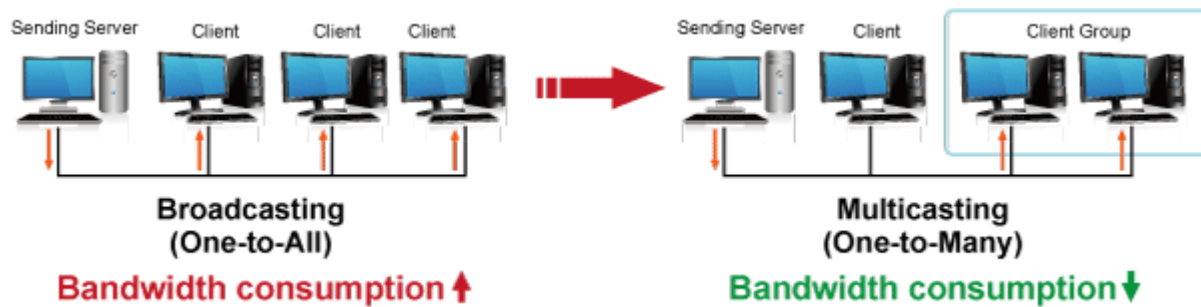 Sending Server
Client
Client
Client
Broadcasting
(One-to-All)
Bandwidth consumption
Sending Server
Client
Client Group
Multicasting
(One-to-Many)
Bandwidth consumption